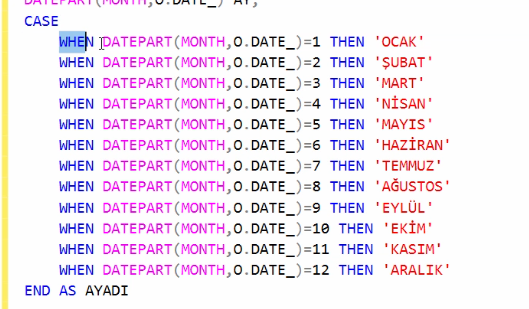 DATEPART(MONTH,O.DATE_) AY,
CASE
WHEN DATEPART(MONTH,O.DATE_)=1 THEN 'OCAK'
WHEN DATEPART(MONTH,O.DATE_)=2 THEN 'ŞUBAT'
WHEN DATEPART(MONTH,O.DATE_)=3 THEN 'MART'
WHEN DATEPART(MONTH,O.DATE_)=4 THEN 'NİSAN'
WHEN DATEPART(MONTH,O.DATE_)=5 THEN 'MAYIS'
WHEN DATEPART(MONTH,O.DATE_)=6 THEN 'HAZİRAN'
WHEN DATEPART(MONTH,O.DATE_)=7 THEN 'TEMMUZ'
WHEN DATEPART(MONTH,O.DATE_)=8 THEN 'AĞUSTOS'
WHEN DATEPART(MONTH,O.DATE_)=9 THEN 'EYLÜL'
WHEN DATEPART(MONTH,O.DATE_)=10 THEN 'EKİM'
WHEN DATEPART(MONTH,O.DATE_)=11 THEN 'KASIM'
WHEN DATEPART(MONTH,O.DATE_)=12 THEN 'ARALIK'
END AS AYADI